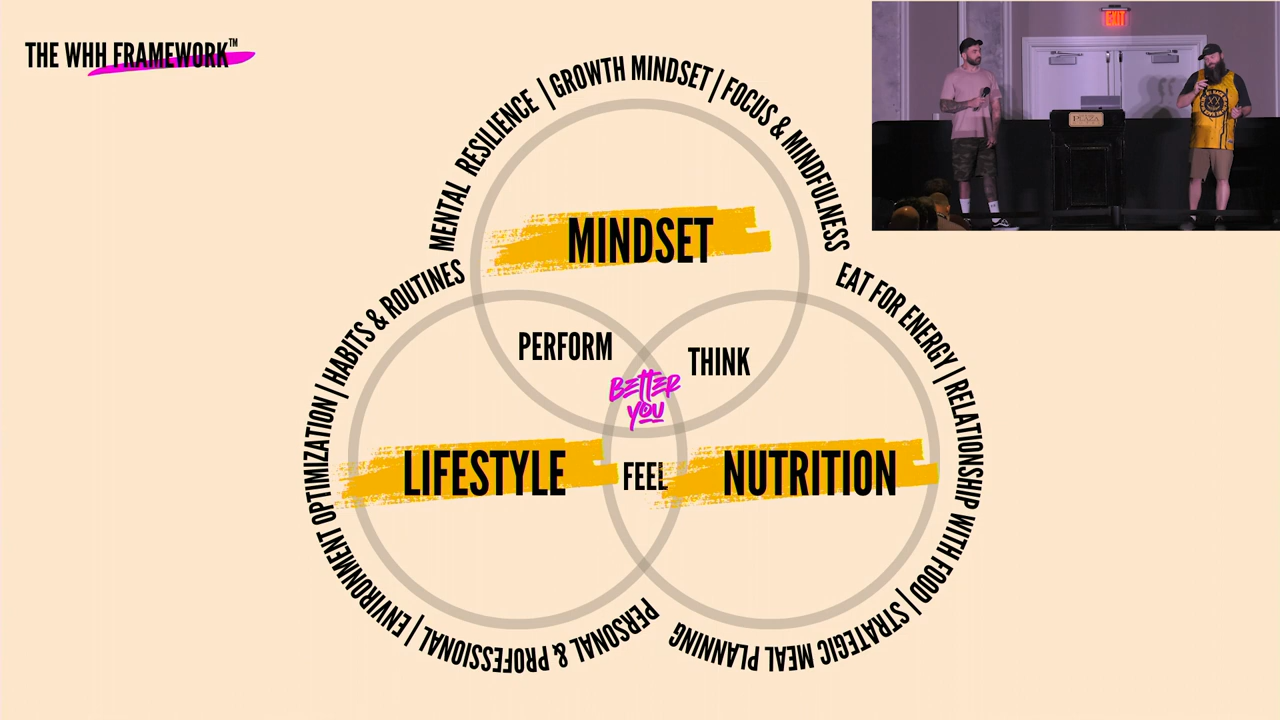 THE WHH FRAMEWORK™
EXIT
MENTAL RESILIENCE | GROWTH MINDSET | FOCUS & MINDFULNESS
MINDSET
EAT FOR ENERGY | RELATIONSHIP WITH FOOD | STRATEGIC MEAL PLANNING
PERSONAL & PROFESSIONAL | ENVIRONMENT OPTIMIZATION | HABITS & ROUTINES
PERFORM
THINK
BETTER
YOU
LIFESTYLE
FEEL
NUTRITION
PLAZA